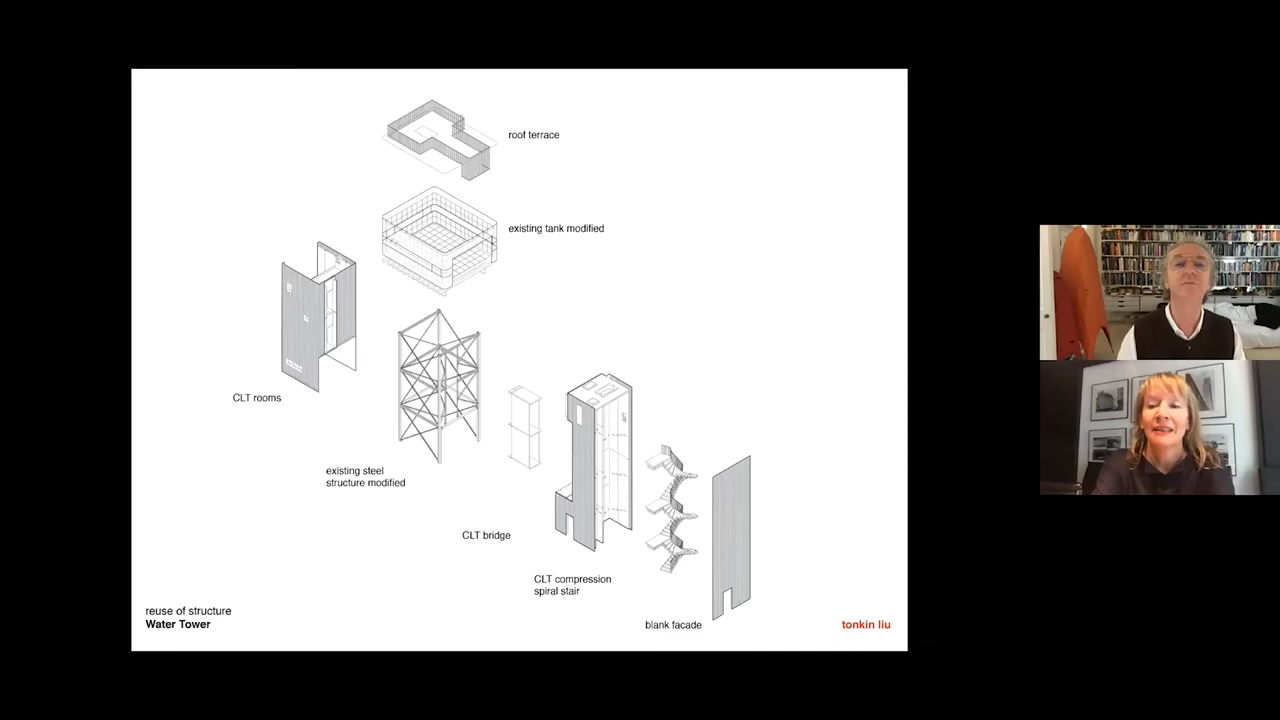 roof terrace
existing tank modified
CLT rooms
existing steel
structure modified
CLT bridge
CLT compression
spiral stair
blank facade
reuse of structure
Water Tower
tonkin liu